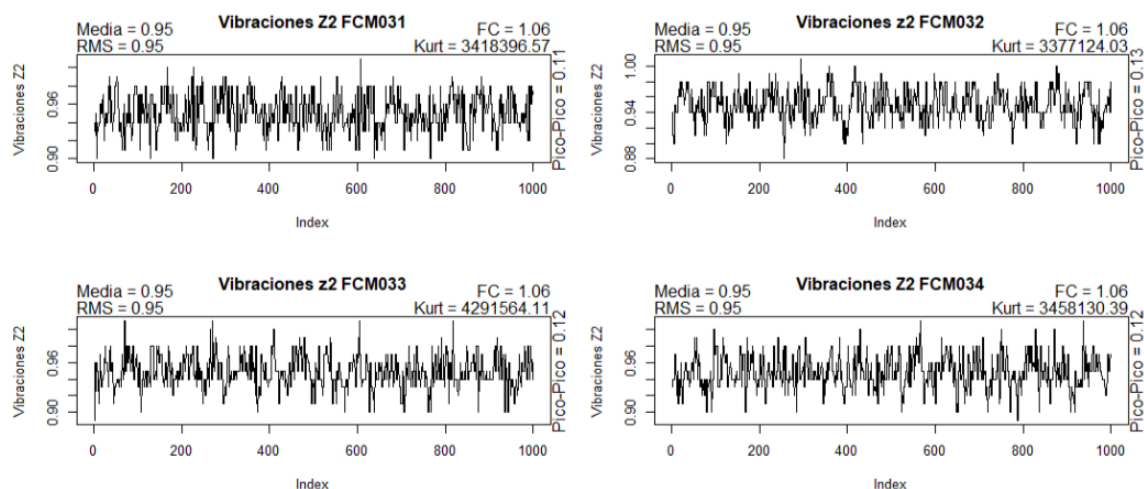 Vibraciones Z2 FCM031
Media = 0.95
FC = 1.06
RMS = 0.95
Kurt = 3418396.57
Vibraciones Z2
0.96
0.90
Pico-Pico = 0.11
0 200 400 600 800 1000
Index
Vibraciones z2 FCM032
Media = 0.95
FC = 1.06
RMS = 0.95
Kurt = 3377124.03
Vibraciones Z2
1.00
0.94
0.88
Pico-Pico = 0.13
0 200 400 600 800 1000
Index
Vibraciones z2 FCM033
Media = 0.95
FC = 1.06
RMS = 0.95
Kurt = 4291564.11
Vibraciones Z2
0.96
0.90
Pico-Pico = 0.12
0 200 400 600 800 1000
Index
Vibraciones Z2 FCM034
Media = 0.95
FC = 1.06
RMS = 0.95
Kurt = 3458130.39
Vibraciones Z2
0.96
0.90
Pico-Pico = 0.12
0 200 400 600 800 1000
Index